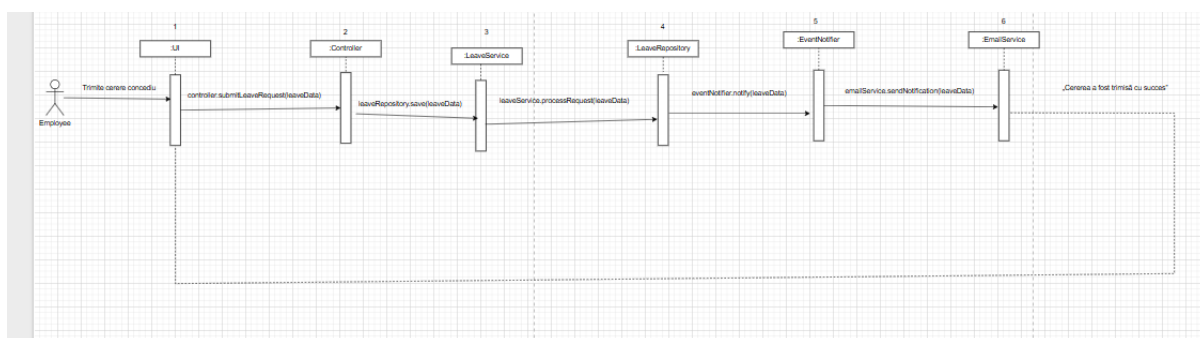 1
2
3
4
5
6
:UI
:Controller
:LeaveService
:LeaveRepository
:EventNotifier
:EmailService
Trimite cerere concediu
controller.submitLeaveRequest(leaveData)
leaveRepository.save(leaveData)
leaveService.processRequest(leaveData)
eventNotifier.notify(leaveData)
emailService.sendNotification(leaveData)
„Cererea a fost trimisă cu succes”
Employee